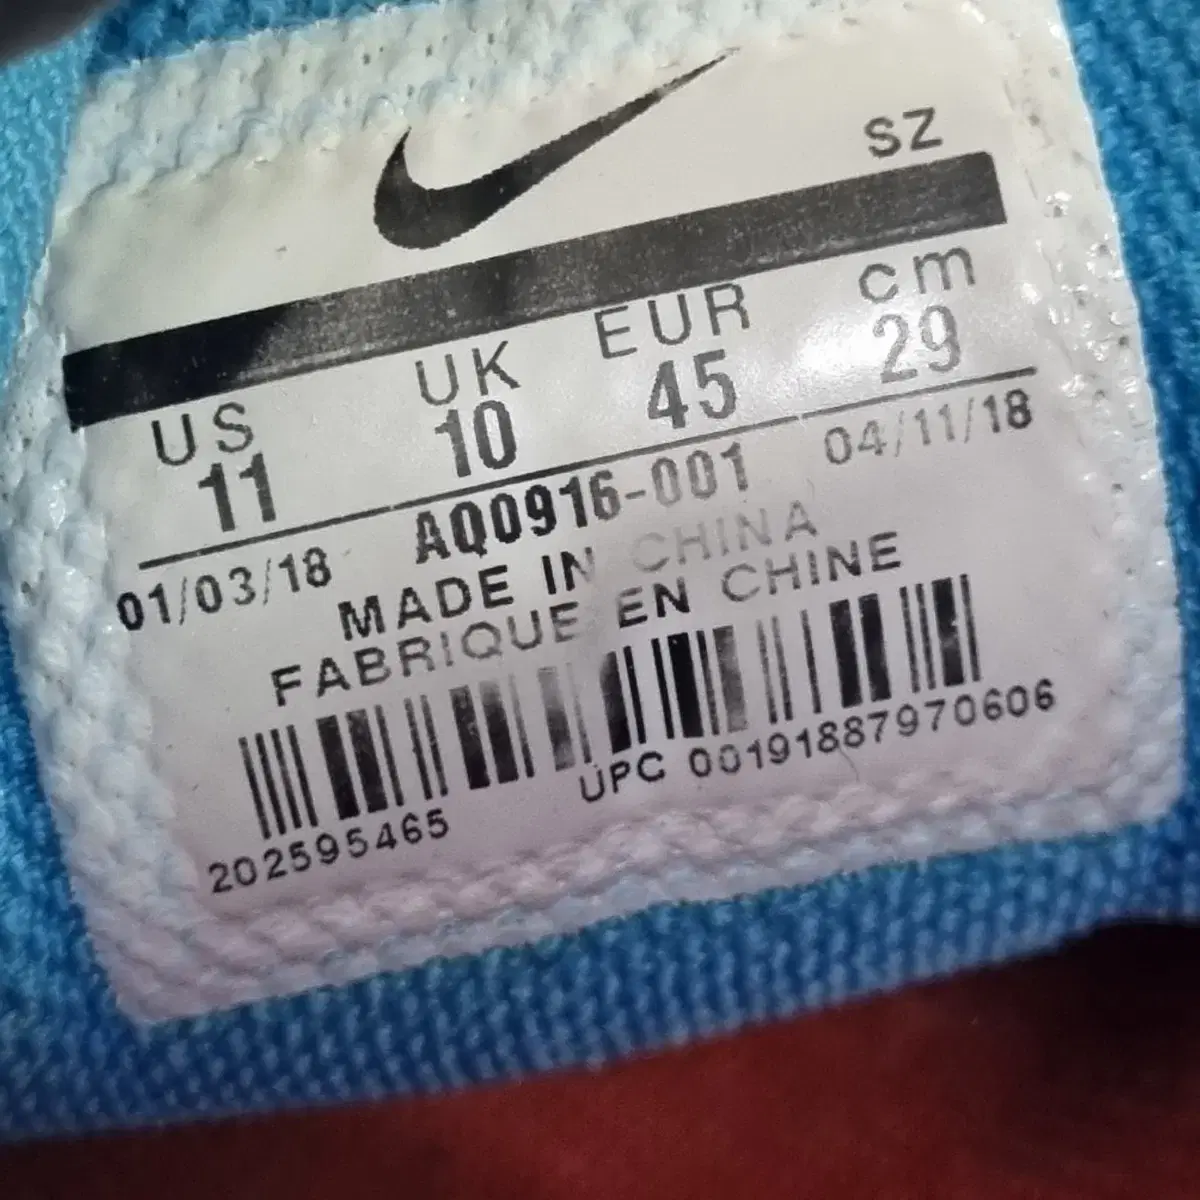 SZ
US UK EUR cm
11 10 45 29
01/03/18 AQ0916-001 04/11/18
MADE IN CHINA
FABRIQUE EN CHINE
202595465 UPC 00191887970606